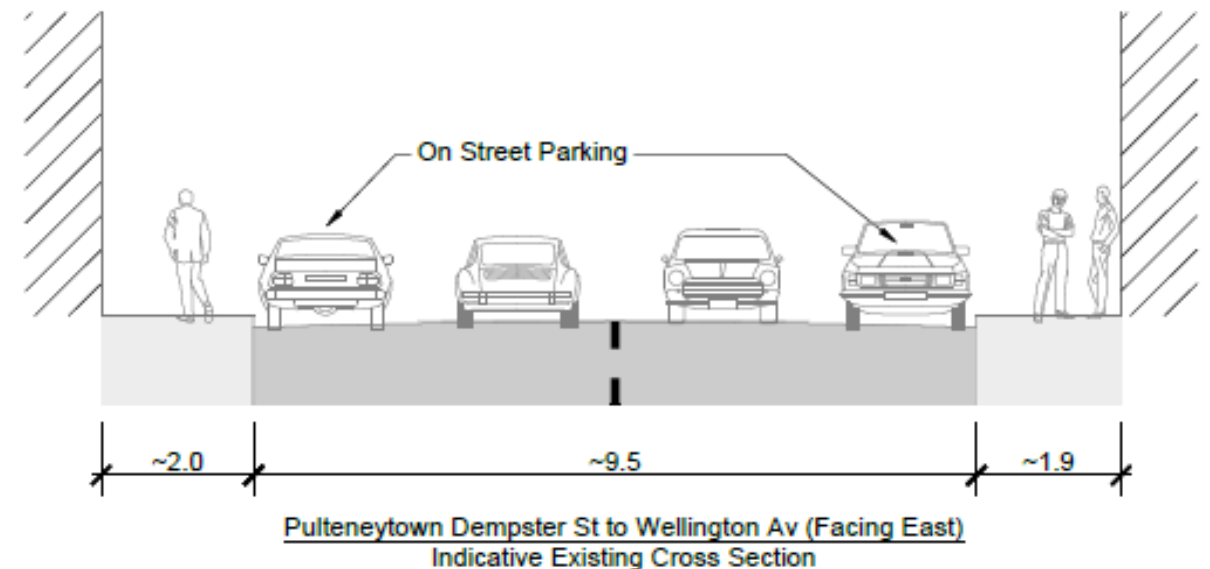 On Street Parking
~2.0
~9.5
~1.9
Pulteneytown Dempster St to Wellington Av (Facing East)
Indicative Existing Cross Section